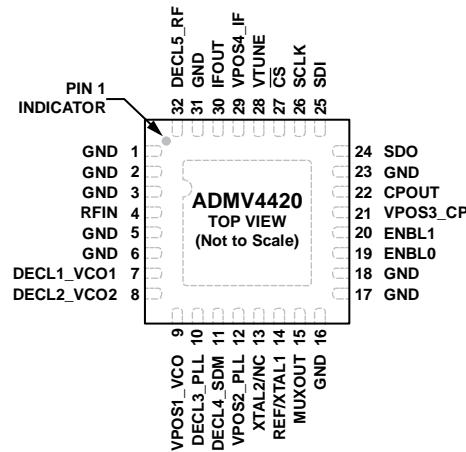 32 DECL5_RF
31 GND
30 IFOUT
29 VPOS4_IF
28 VTUNE
27 CS
26 SCLK
25 SDI
PIN 1
INDICATOR
GND 1
GND 2
GND 3
RFIN 4
GND 5
GND 6
DECL1_VCO1 7
DECL2_VCO2 8
ADMV4420
TOP VIEW
(Not to Scale)
24 SDO
23 GND
22 CPOUT
21 VPOS3_CP
20 ENBL1
19 ENBL0
18 GND
17 GND
VPOS1_VCO 9
DECL3_PLL 10
DECL4_SDM 11
VPOS2_PLL 12
XTAL2/NC 13
REF/XTAL1 14
MUXOUT 15
GND 16